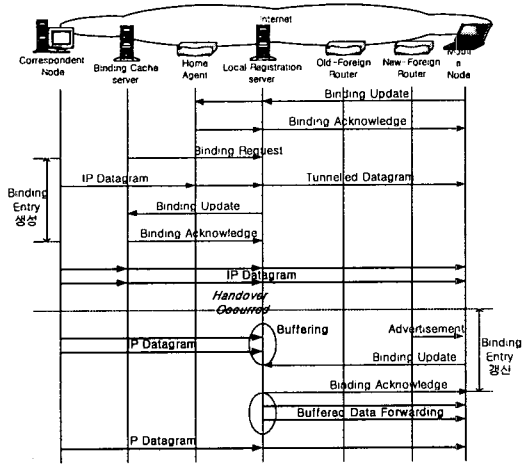 Internet
Correspondent
Node
Binding Cache
server
Home
Agent
Local Registration
server
Old-Foreign
Router
New-Foreign
Router
Node
Binding Update
Binding Acknowledge
Binding Request
IP Datagram
Tunnelled Datagram
Binding Update
Binding Acknowledge
Binding
Entry
생성
IP Datagram
Handover
Occurred
Buffering
Advertisement
IP Datagram
Binding Update
Binding
Entry
갱신
Binding Acknowledge
Buffered Data Forwarding
IP Datagram